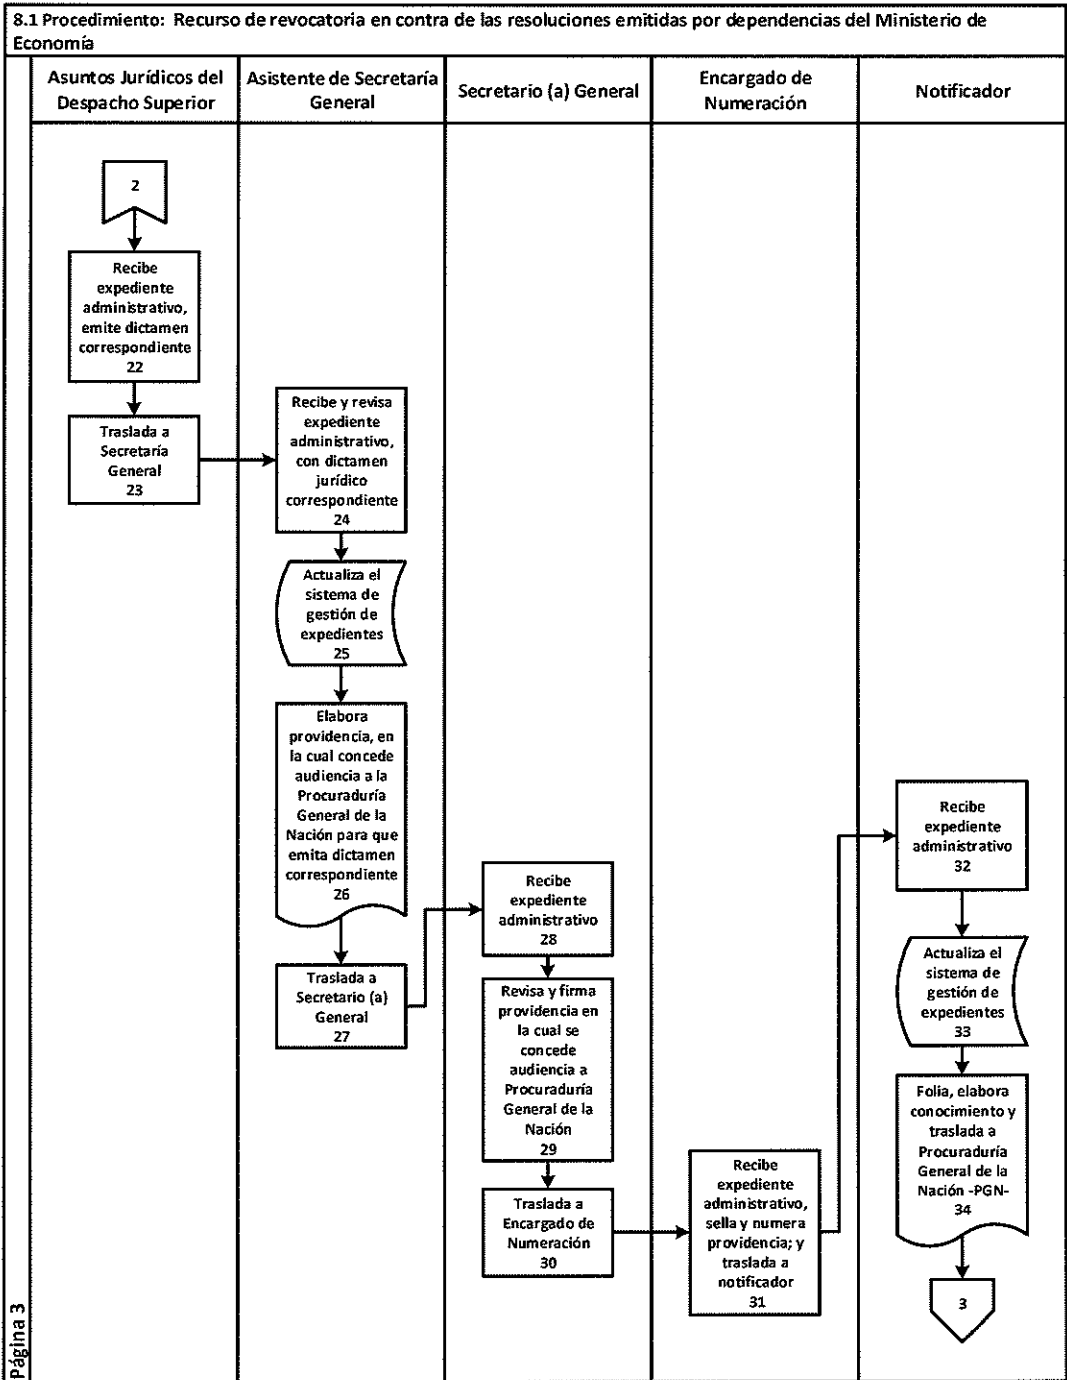 8.1 Procedimiento: Recurso de revocatoria en contra de las resoluciones emitidas por dependencias del Ministerio de
Economía
Asuntos Jurídicos del
Despacho Superior
Asistente de Secretaría
General
Secretario (a) General
Encargado de
Numeración
Notificador
2
Recibe
expediente
administrativo,
emite dictamen
correspondiente
22
Traslada a
Secretaría
General
23
Recibe y revisa
expediente
administrativo,
con dictamen
jurídico
correspondiente
24
Actualiza el
sistema de
gestión de
expedientes
25
Elabora
providencia, en
la cual concede
audiencia a la
Procuraduría
General de la
Nación para que
emita dictamen
correspondiente
26
Traslada a
Secretario (a)
General
27
Recibe
expediente
administrativo
28
Revisa y firma
providencia en
la cual se
concede
audiencia a
Procuraduría
General de la
Nación
29
Traslada a
Encargado de
Numeración
30
Recibe
expediente
administrativo,
sella y numera
providencia; y
traslada a
notificador
31
Recibe
expediente
administrativo
32
Actualiza el
sistema de
gestión de
expedientes
33
Folia, elabora
conocimiento y
traslada a
Procuraduría
General de la
Nación -PGN-
34
3
Página 3